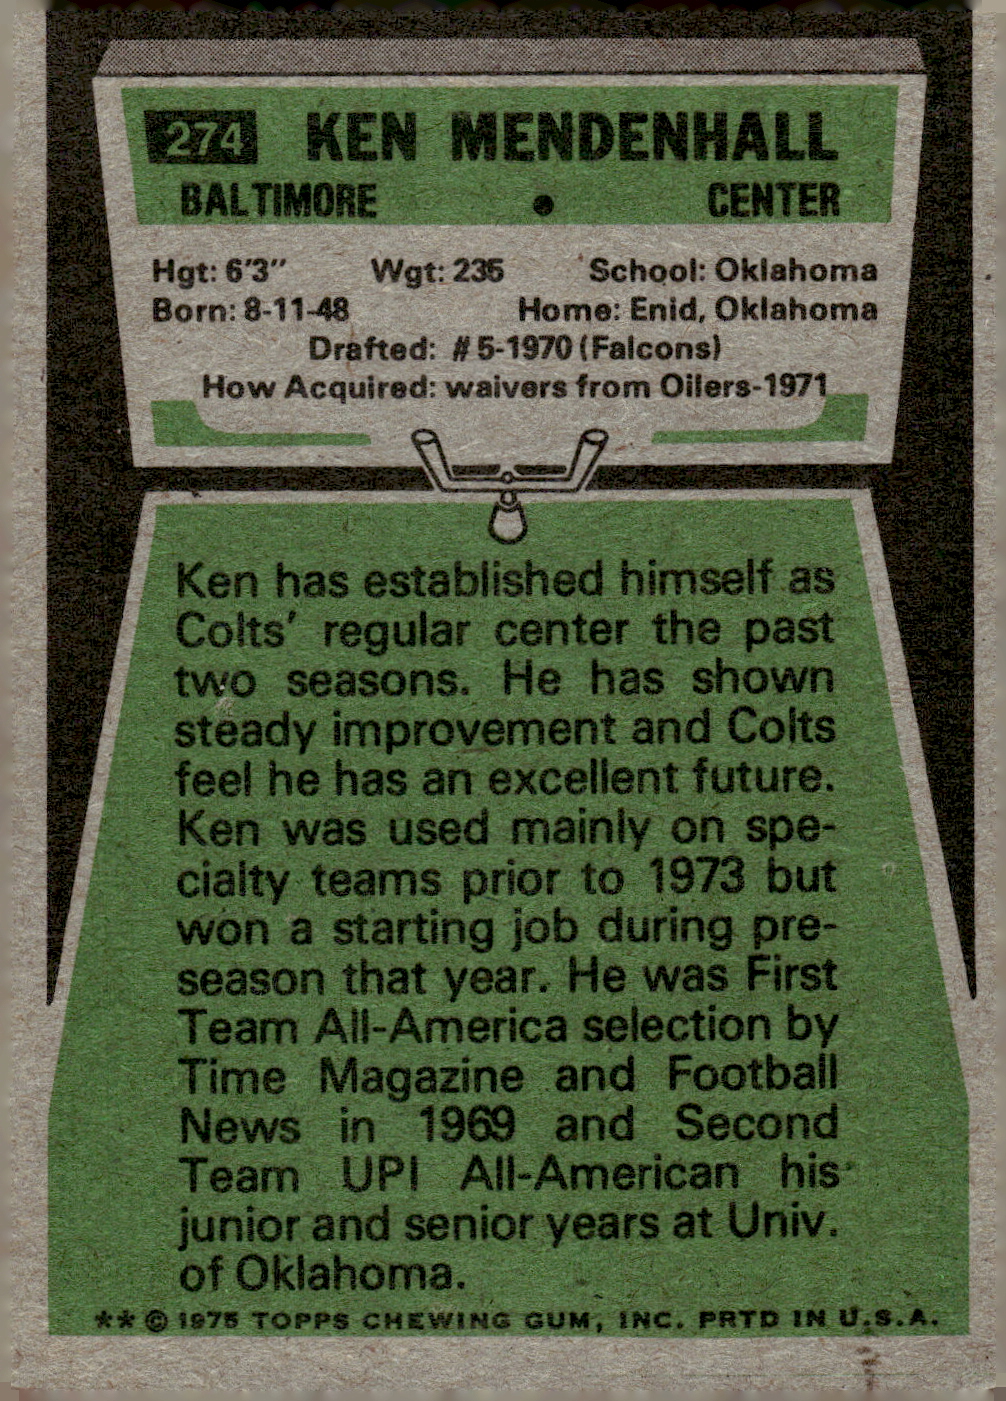 274 KEN MENDENHALL
BALTIMORE • CENTER
Hgt: 6'3" Wgt: 235 School: Oklahoma
Born: 8-11-48 Home: Enid, Oklahoma
Drafted: #5-1970 (Falcons)
How Acquired: waivers from Oilers-1971
Ken has established himself as
Colts' regular center the past
two seasons. He has shown
steady improvement and Colts
feel he has an excellent future.
Ken was used mainly on spe-
cialty teams prior to 1973 but
won a starting job during pre-
season that year. He was First
Team All-America selection by
Time Magazine and Football
News in 1969 and Second
Team UPI All-American his
junior and senior years at Univ.
of Oklahoma.
**© 1975 TOPPS CHEWING GUM, INC. PRTD IN U.S.A.